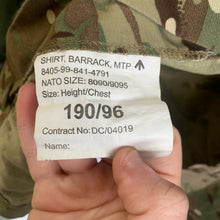 SHIRT, BARRACK, MTP
8405-99-841-4791
NATO SIZE: 8090/9095
Size: Height/Chest
190/96
Contract No: DC/04019
Name: